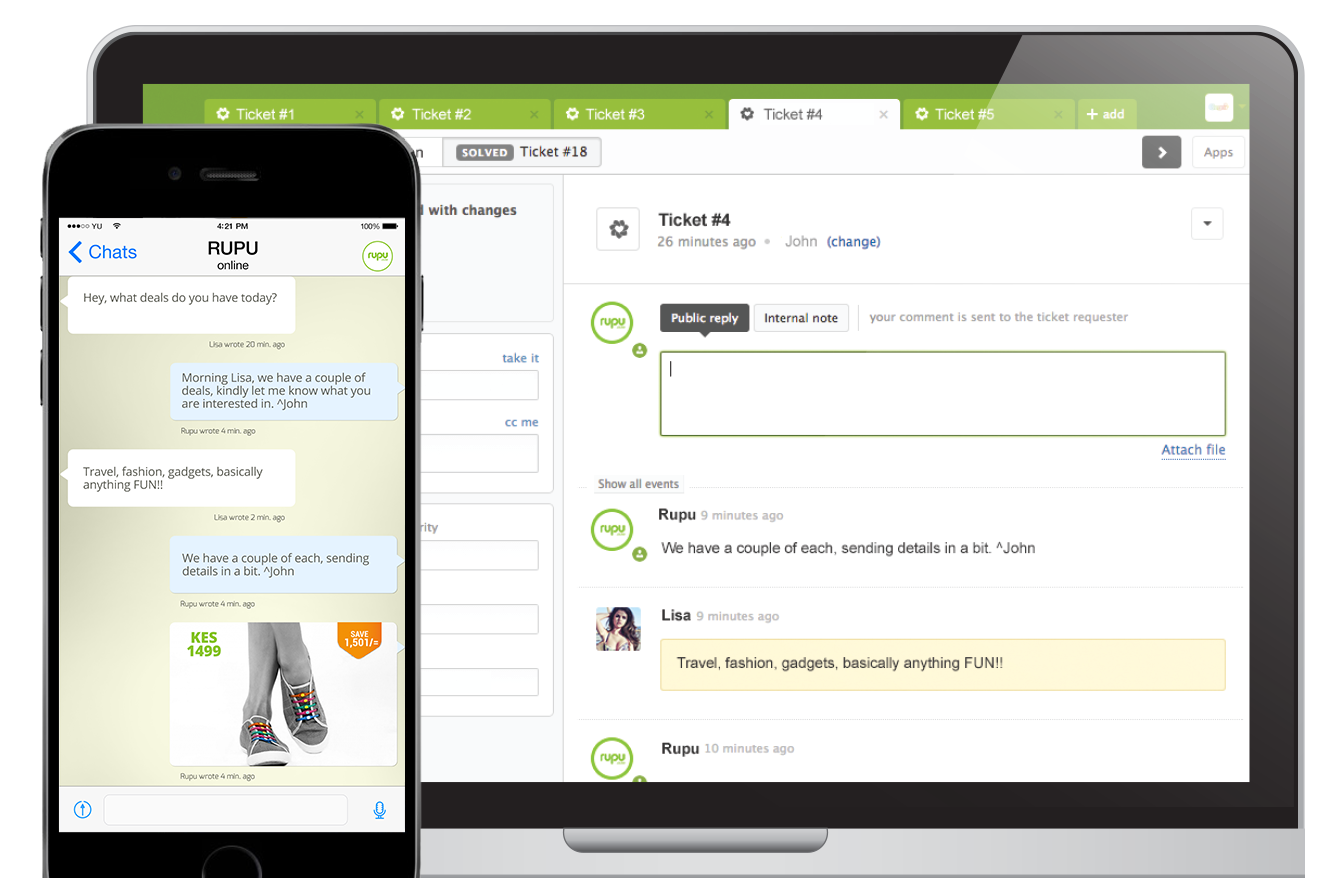 Ticket #1
Ticket #2
Ticket #3
Ticket #4
Ticket #5
+ add
SOLVED Ticket #18
Apps
d with changes
take it
cc me
rity
Ticket #4
26 minutes ago • John (change)
rupu
Public reply
Internal note
your comment is sent to the ticket requester
Attach file
Show all events
rupu
Rupu 9 minutes ago
We have a couple of each, sending details in a bit. ^John
Lisa 9 minutes ago
Travel, fashion, gadgets, basically anything FUN!!
rupu
Rupu 10 minutes ago
YU
4:21 PM
100%
Chats
RUPU
online
rupu
Hey, what deals do you have today?
Lisa wrote 20 min. ago
Morning Lisa, we have a couple of
deals, kindly let me know what you
are interested in. ^John
Rupu wrote 4 min. ago
Travel, fashion, gadgets, basically
anything FUN!!
Lisa wrote 2 min. ago
We have a couple of each, sending
details in a bit. ^John
Rupu wrote 4 min. ago
KES
1499
SAVE
1,501/=
Rupu wrote 4 min. ago